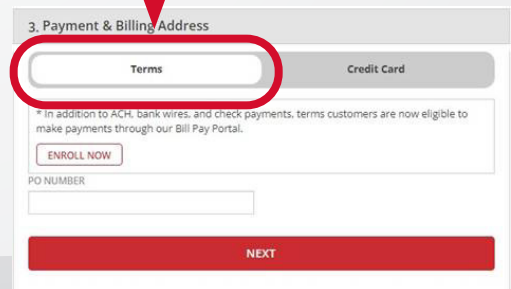 3. Payment & Billing Address
Terms
Credit Card
* In addition to ACH, bank wires, and check payments, terms customers are now eligible to
make payments through our Bill Pay Portal.
ENROLL NOW
PO NUMBER
NEXT